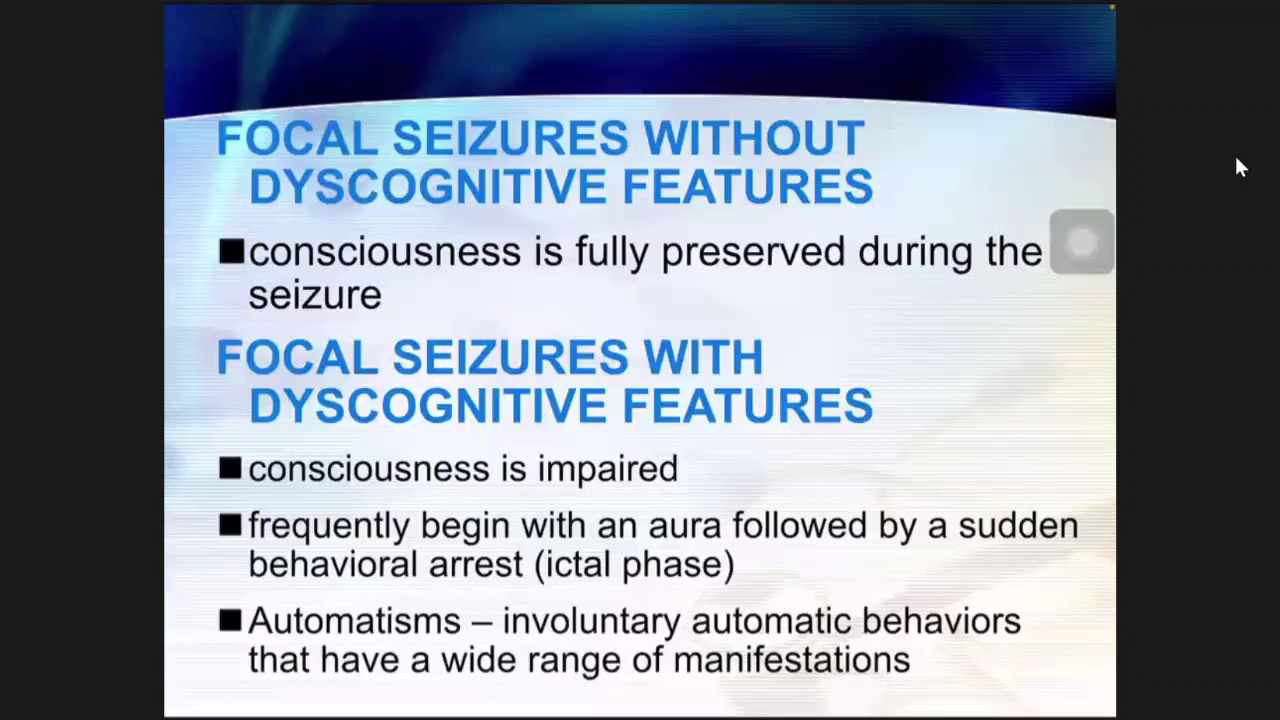 FOCAL SEIZURES WITHOUT
DYSCOGNITIVE FEATURES
■ consciousness is fully preserved during the
seizure
FOCAL SEIZURES WITH
DYSCOGNITIVE FEATURES
■ consciousness is impaired
■ frequently begin with an aura followed by a sudden
behavioral arrest (ictal phase)
■ Automatisms – involuntary automatic behaviors
that have a wide range of manifestations